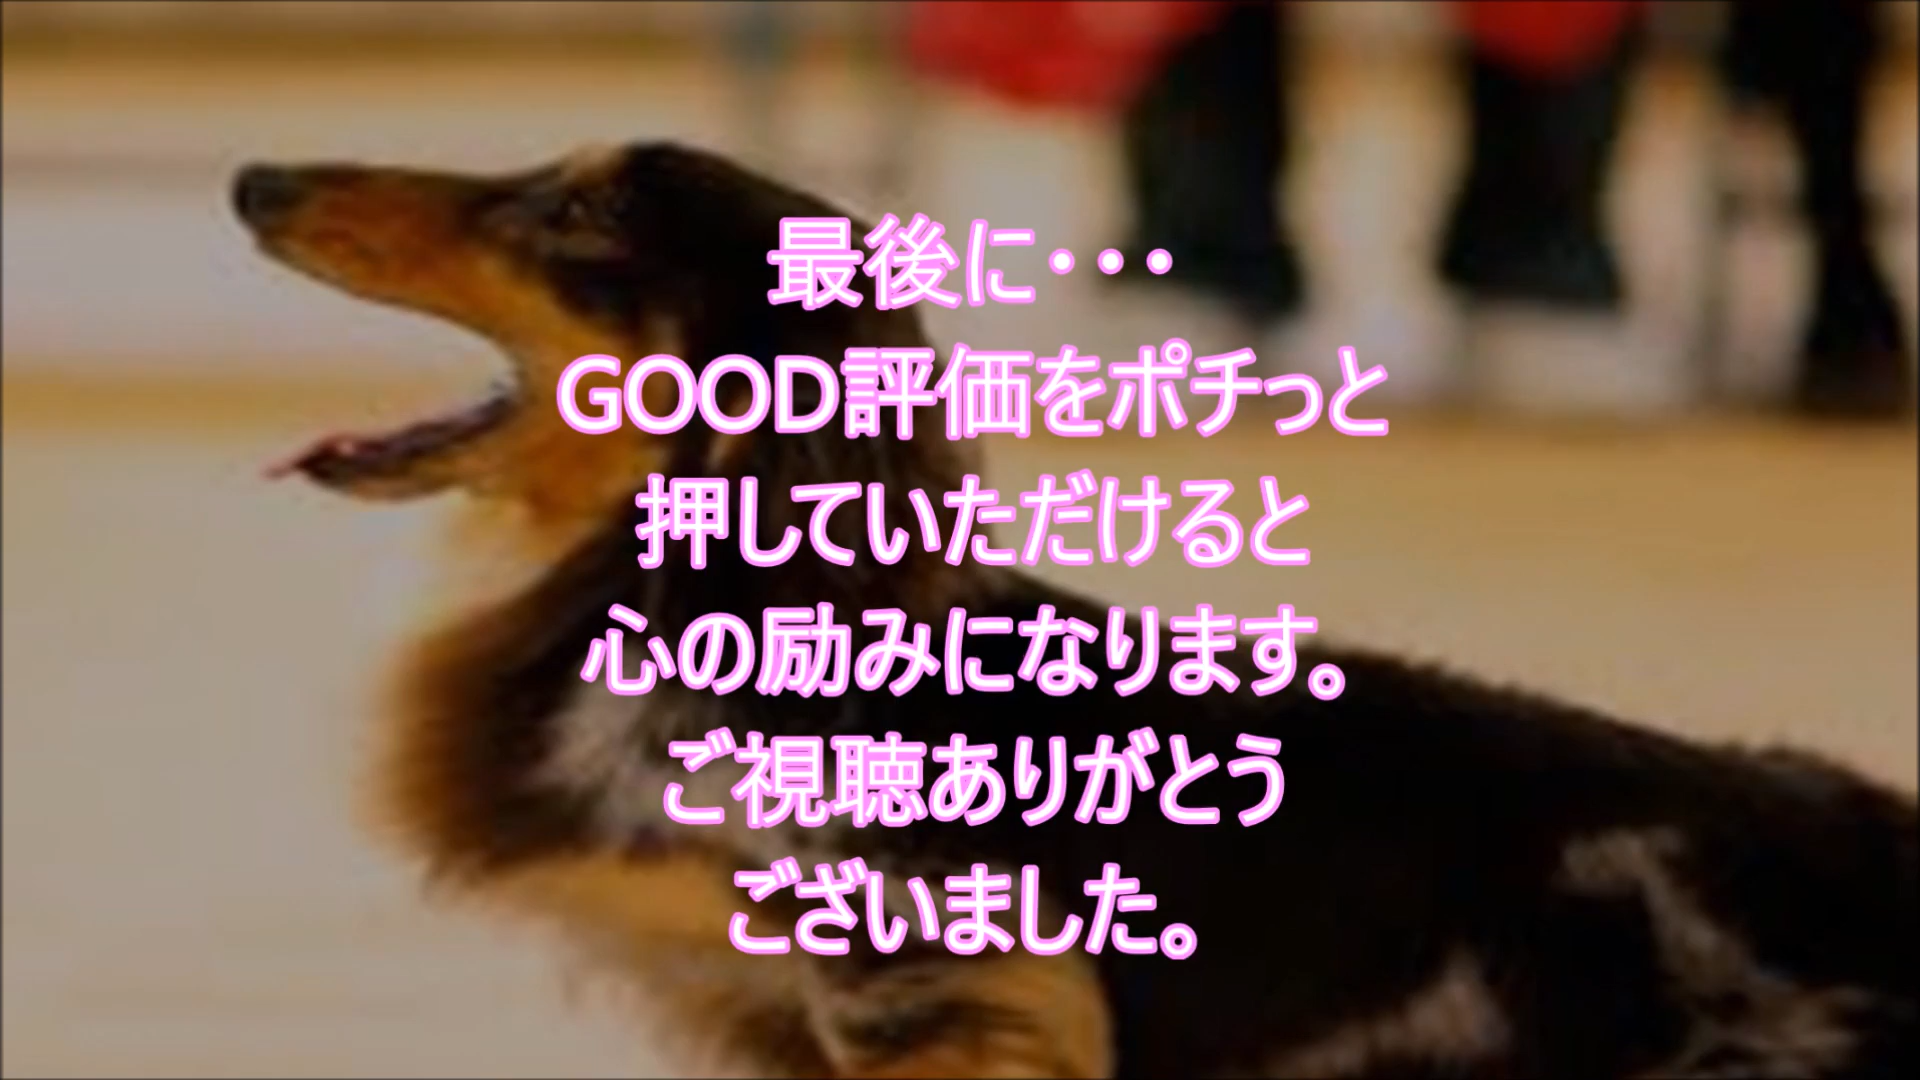 最後に・・・
GOOD評価をポチっと
押していただけると
心の励みになります。
ご視聴ありがとう
ございました。